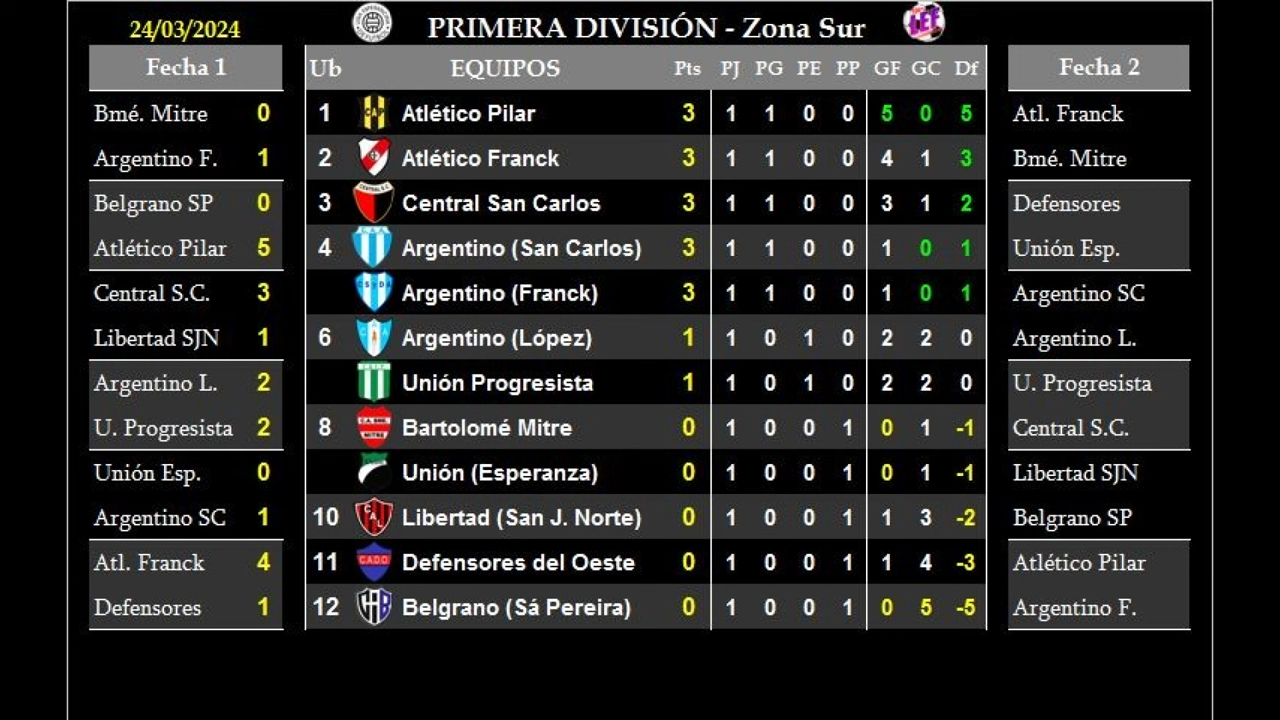 24/03/2024
PRIMERA DIVISIÓN - Zona Sur
LEF
Fecha 1
Bmé. Mitre 0
Argentino F. 1
Belgrano SP 0
Atlético Pilar 5
Central S.C. 3
Libertad SJN 1
Argentino L. 2
U. Progresista 2
Unión Esp. 0
Argentino SC 1
Atl. Franck 4
Defensores 1
Ub EQUIPOS Pts PJ PG PE PP GF GC Df
1 CAP Atlético Pilar 3 1 1 0 0 5 0 5
2 Atlético Franck 3 1 1 0 0 4 1 3
3 Central San Carlos 3 1 1 0 0 3 1 2
4 Argentino (San Carlos) 3 1 1 0 0 1 0 1
Argentino (Franck) 3 1 1 0 0 1 0 1
6 Argentino (López) 1 1 0 1 0 2 2 0
Unión Progresista 1 1 0 1 0 2 2 0
8 C.A. BME. MITRE Bartolomé Mitre 0 1 0 0 1 0 1 -1
Unión (Esperanza) 0 1 0 0 1 0 1 -1
10 CAL Libertad (San J. Norte) 0 1 0 0 1 1 3 -2
11 CADO Defensores del Oeste 0 1 0 0 1 1 4 -3
12 Belgrano (Sá Pereira) 0 1 0 0 1 0 5 -5
Fecha 2
Atl. Franck
Bmé. Mitre
Defensores
Unión Esp.
Argentino SC
Argentino L.
U. Progresista
Central S.C.
Libertad SJN
Belgrano SP
Atlético Pilar
Argentino F.